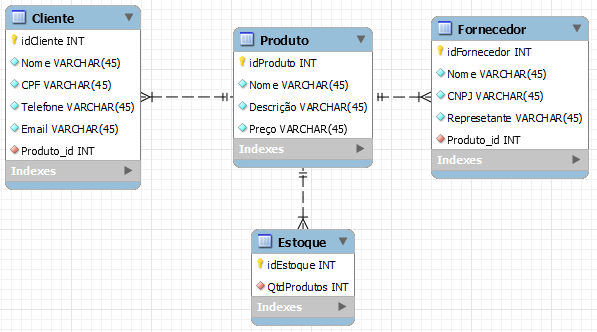 Cliente
idCliente INT
Nome VARCHAR(45)
CPF VARCHAR(45)
Telefone VARCHAR(45)
Email VARCHAR(45)
Produto_id INT
Indexes
Produto
idProduto INT
Nome VARCHAR(45)
Descrição VARCHAR(45)
Preço VARCHAR(45)
Indexes
Fornecedor
idFornecedor INT
Nome VARCHAR(45)
CNPJ VARCHAR(45)
Represetante VARCHAR(45)
Produto_id INT
Indexes
Estoque
idEstoque INT
QtdProdutos INT
Indexes